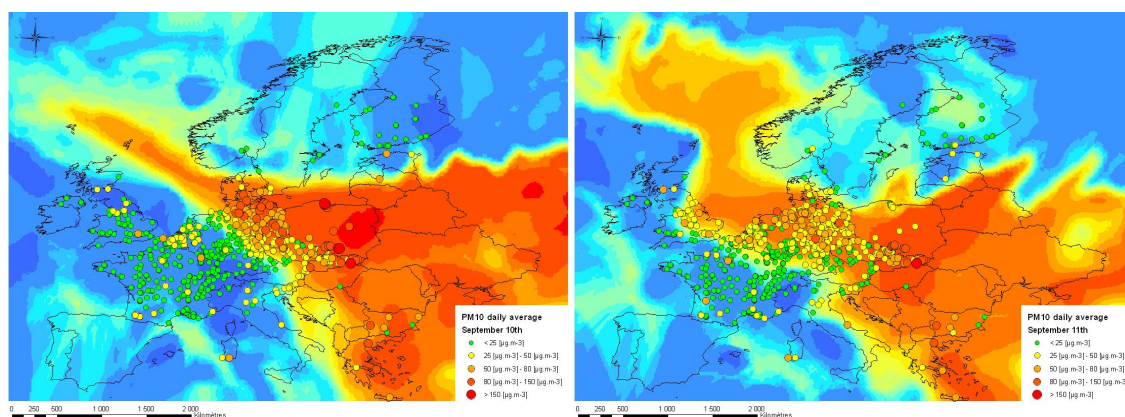 PM10 daily average
September 10th
< 25 [µg.m-3]
25 [µg.m-3] - 50 [µg.m-3]
50 [µg.m-3] - 80 [µg.m-3]
80 [µg.m-3] - 150 [µg.m-3]
> 150 [µg.m-3]
0 250 500 1 000 1 500 2 000
Kilomètres
PM10 daily average
September 11th
< 25 [µg.m-3]
25 [µg.m-3] - 50 [µg.m-3]
50 [µg.m-3] - 80 [µg.m-3]
80 [µg.m-3] - 150 [µg.m-3]
> 150 [µg.m-3]
0 250 500 1 000 1 500 2 000
Kilomètres